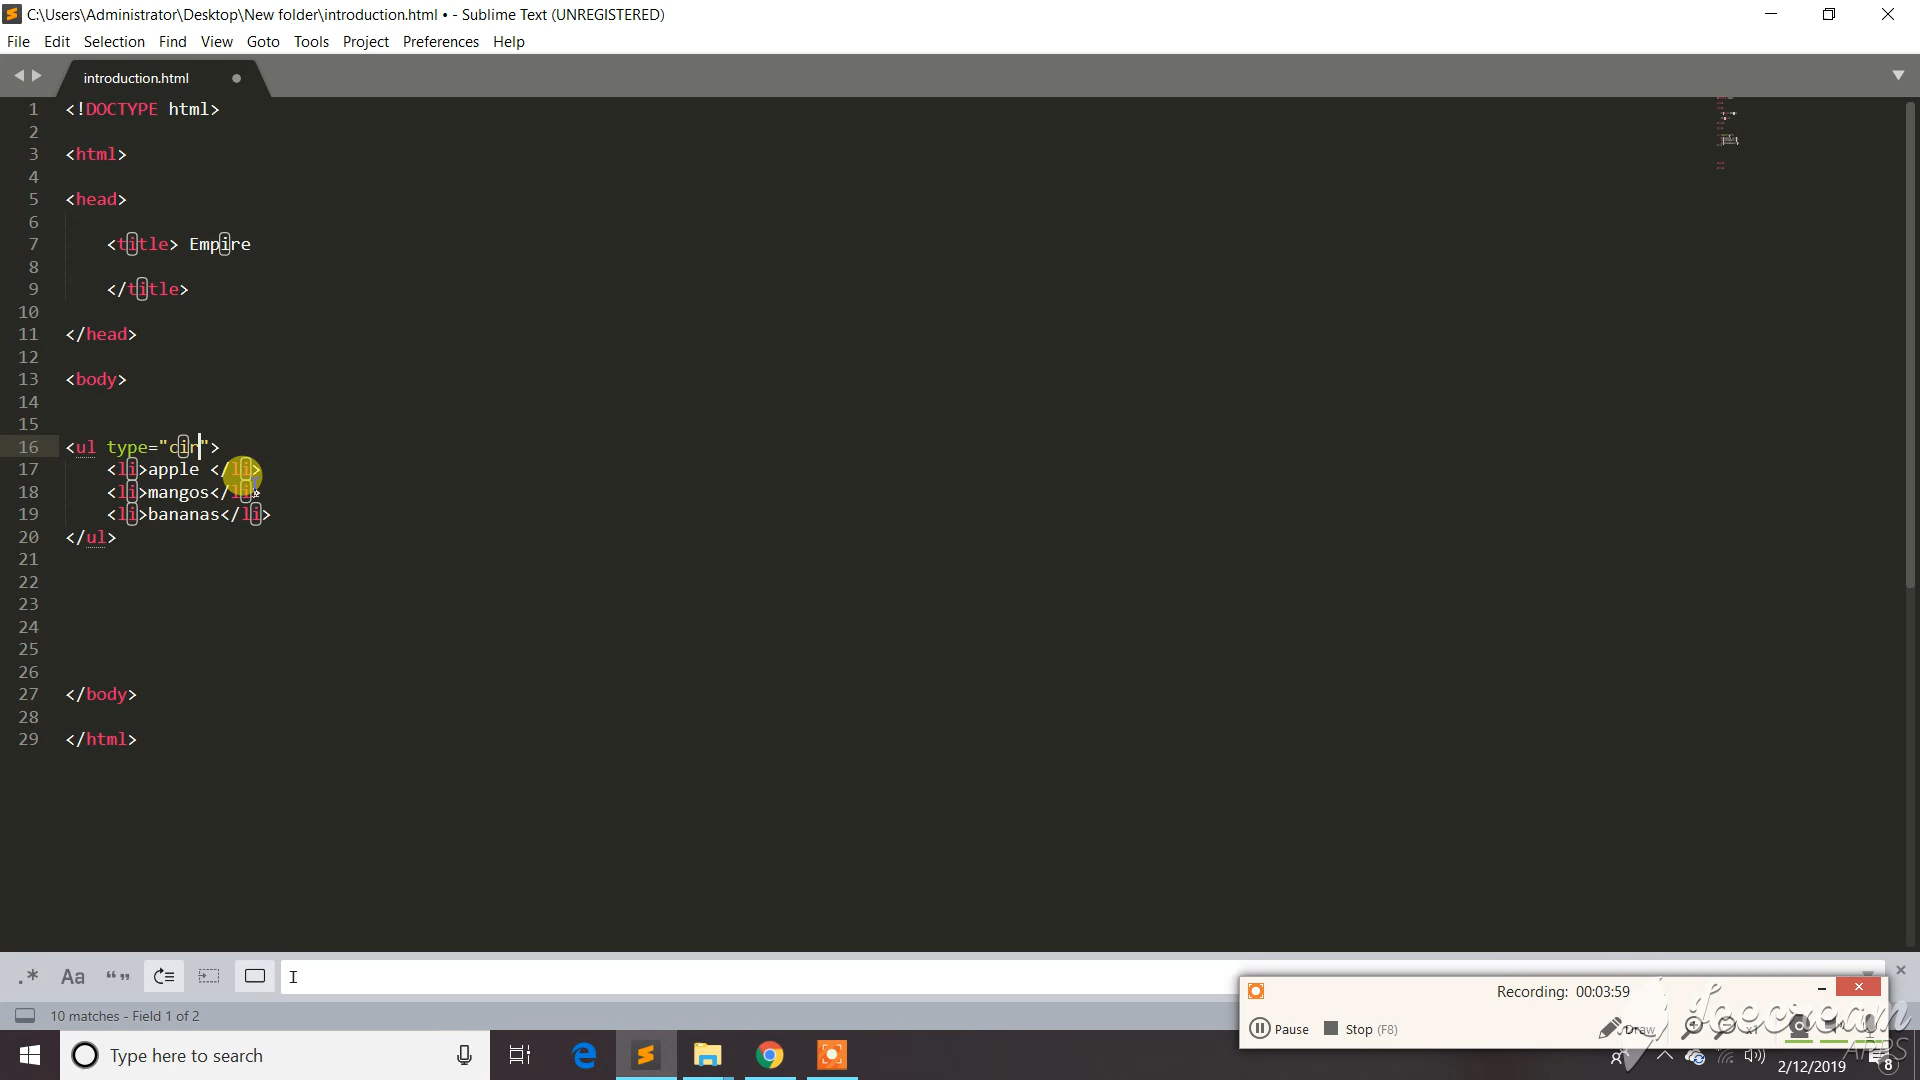 C:\Users\Administrator\Desktop\New folder\introduction.html • - Sublime Text (UNREGISTERED)
File Edit Selection Find View Goto Tools Project Preferences Help
introduction.html
1 <!DOCTYPE html>
2
3 <html>
4
5 <head>
6
7 <title> Empire
8
9 </title>
10
11 </head>
12
13 <body>
14
15
16 <ul type="cir">
17 <li>apple </li>
18 <li>mangos</li>
19 <li>bananas</li>
20 </ul>
21
22
23
24
25
26
27 </body>
28
29 </html>
.* Aa “ ” I
Recording: 00:03:59
10 matches - Field 1 of 2
Pause Stop (F8) Draw x1
Icecream
APPS
Type here to search
2/12/2019 8